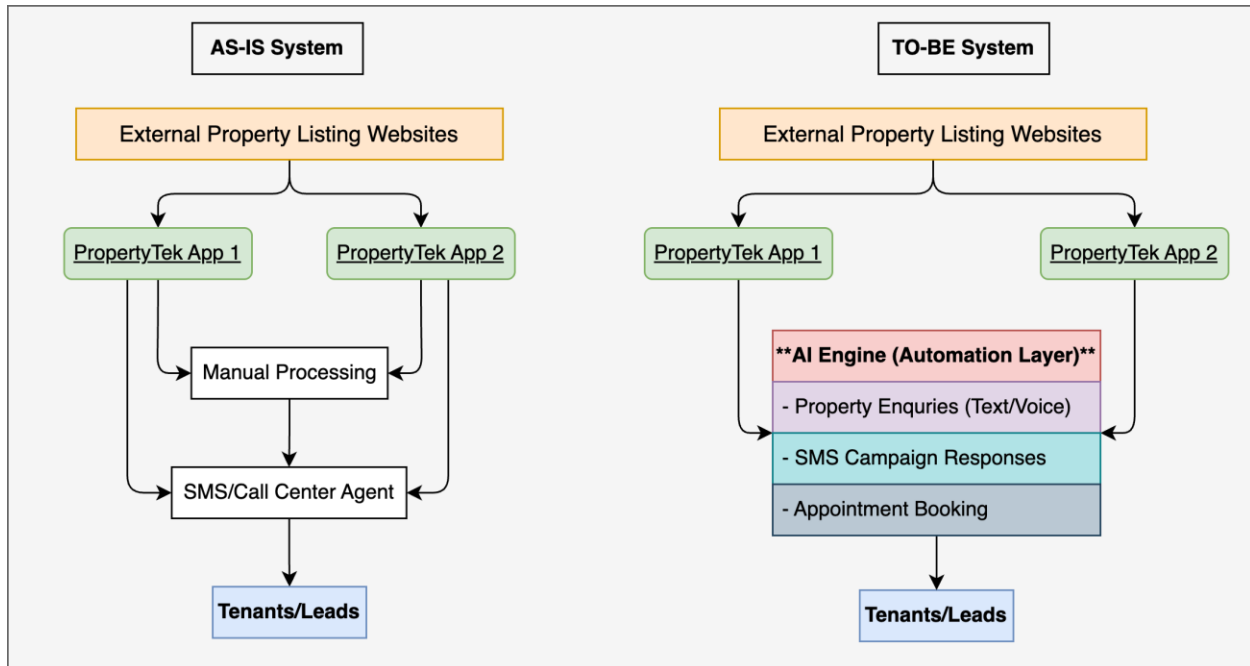 AS-IS System
External Property Listing Websites
PropertyTek App 1
PropertyTek App 2
Manual Processing
SMS/Call Center Agent
Tenants/Leads
TO-BE System
External Property Listing Websites
PropertyTek App 1
PropertyTek App 2
**AI Engine (Automation Layer)**
- Property Enquries (Text/Voice)
- SMS Campaign Responses
- Appointment Booking
Tenants/Leads